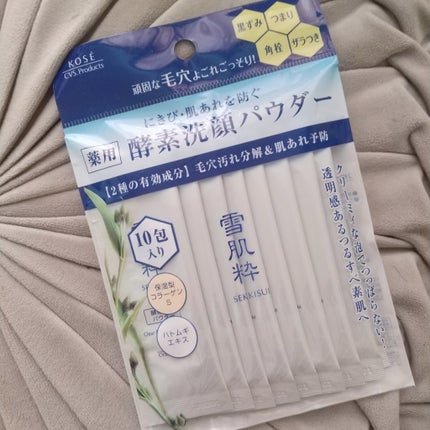 KOSÉ
CVS. Products
黒ずみ
つまり
角栓
ザラつき
頑固な毛穴よごれごっそり!
にきび・肌あれを防ぐ
薬用
酵素洗顔パウダー
【2種の有効成分】毛穴汚れ分解&肌あれ予防
クリーミィな泡でつっぱらない!
透明感あるつるすべ素肌へ
10包
入り
雪肌粋
SEKKISUI
保湿型
コラーゲン
S
ハトムギ
エキス